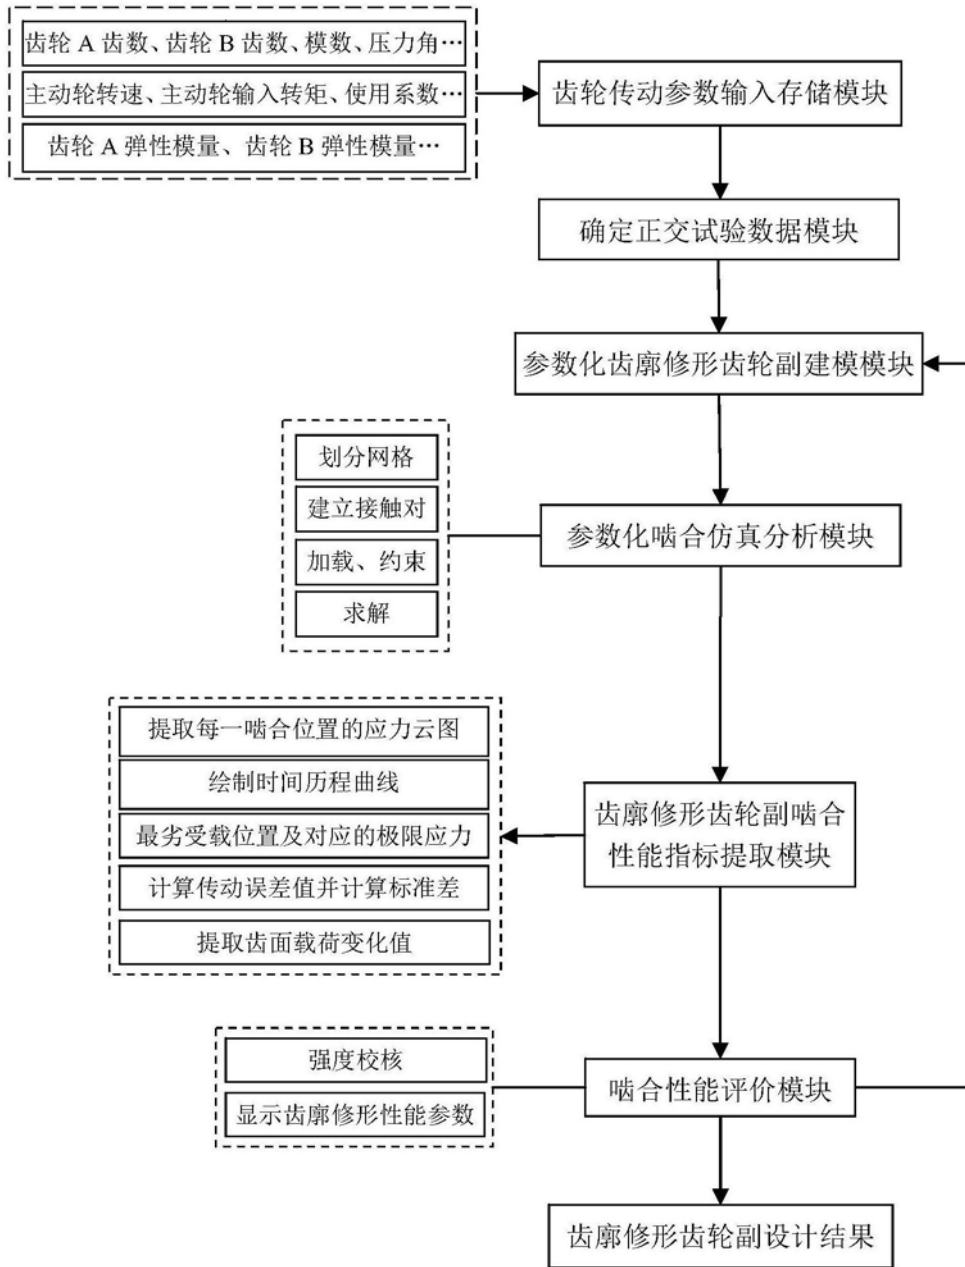 齿轮 A 齿数、齿轮 B 齿数、模数、压力角…
主动轮转速、主动轮输入转矩、使用系数…
齿轮 A 弹性模量、齿轮 B 弹性模量…
齿轮传动参数输入存储模块
确定正交试验数据模块
参数化齿廓修形齿轮副建模模块
划分网格
建立接触对
加载、约束
求解
参数化啮合仿真分析模块
提取每一啮合位置的应力云图
绘制时间历程曲线
最劣受载位置及对应的极限应力
计算传动误差值并计算标准差
提取齿面载荷变化值
齿廓修形齿轮副啮合
性能指标提取模块
强度校核
显示齿廓修形性能参数
啮合性能评价模块
齿廓修形齿轮副设计结果